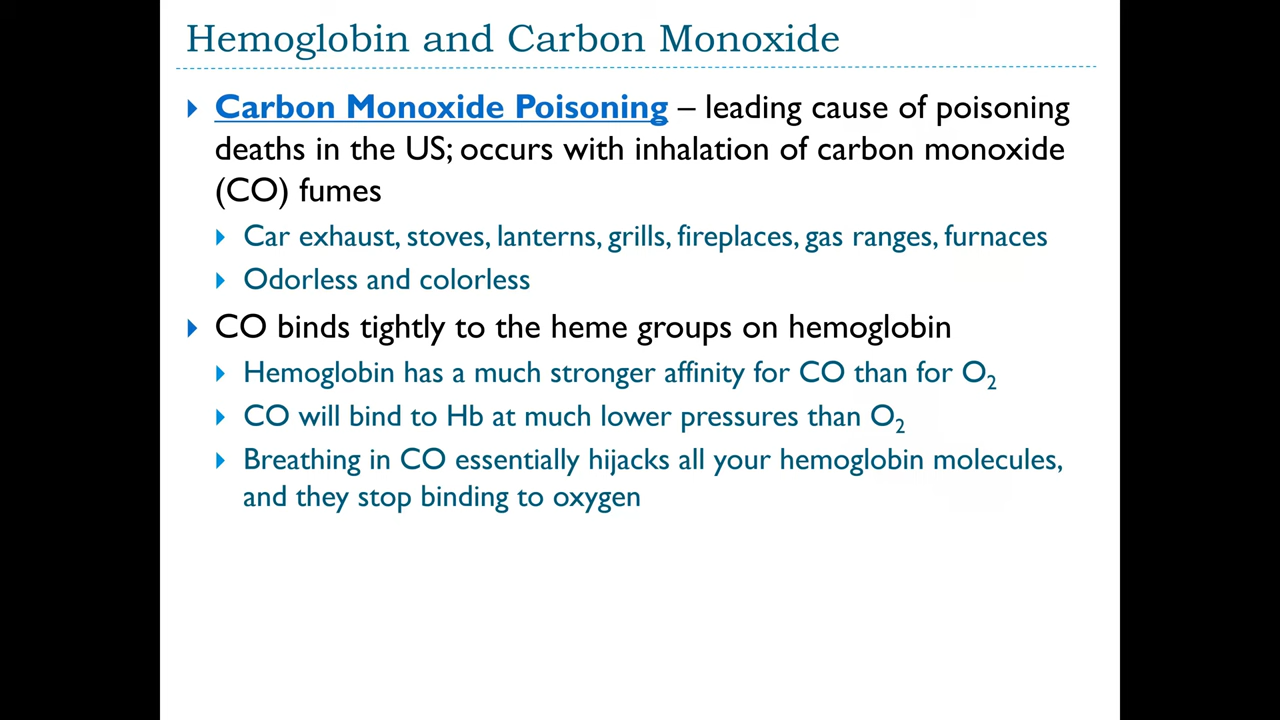 Hemoglobin and Carbon Monoxide
Carbon Monoxide Poisoning – leading cause of poisoning
deaths in the US; occurs with inhalation of carbon monoxide
(CO) fumes
Car exhaust, stoves, lanterns, grills, fireplaces, gas ranges, furnaces
Odorless and colorless
CO binds tightly to the heme groups on hemoglobin
Hemoglobin has a much stronger affinity for CO than for O₂
CO will bind to Hb at much lower pressures than O₂
Breathing in CO essentially hijacks all your hemoglobin molecules,
and they stop binding to oxygen